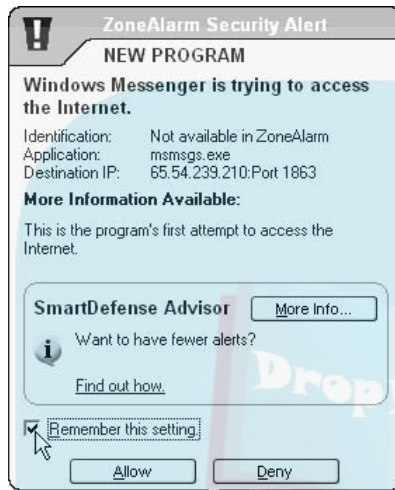 ZoneAlarm Security Alert
NEW PROGRAM
Windows Messenger is trying to access
the Internet.
Identification: Not available in ZoneAlarm
Application: msmsgs.exe
Destination IP: 65.54.239.210:Port 1863
More Information Available:
This is the program's first attempt to access the
Internet.
SmartDefense Advisor More Info...
Want to have fewer alerts?
Find out how.
Remember this setting.
Allow Deny